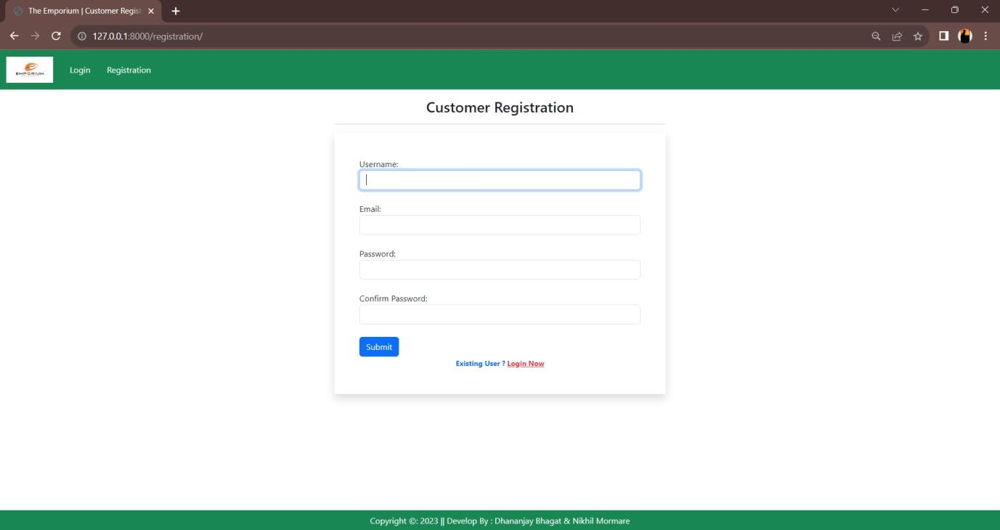 The Emporium | Customer Regist
127.0.0.1:8000/registration/
EMPORIUM
Login
Registration
Customer Registration
Username:
Email:
Password:
Confirm Password:
Submit
Existing User ? Login Now
Copyright ©: 2023 || Develop By : Dhananjay Bhagat & Nikhil Mormare